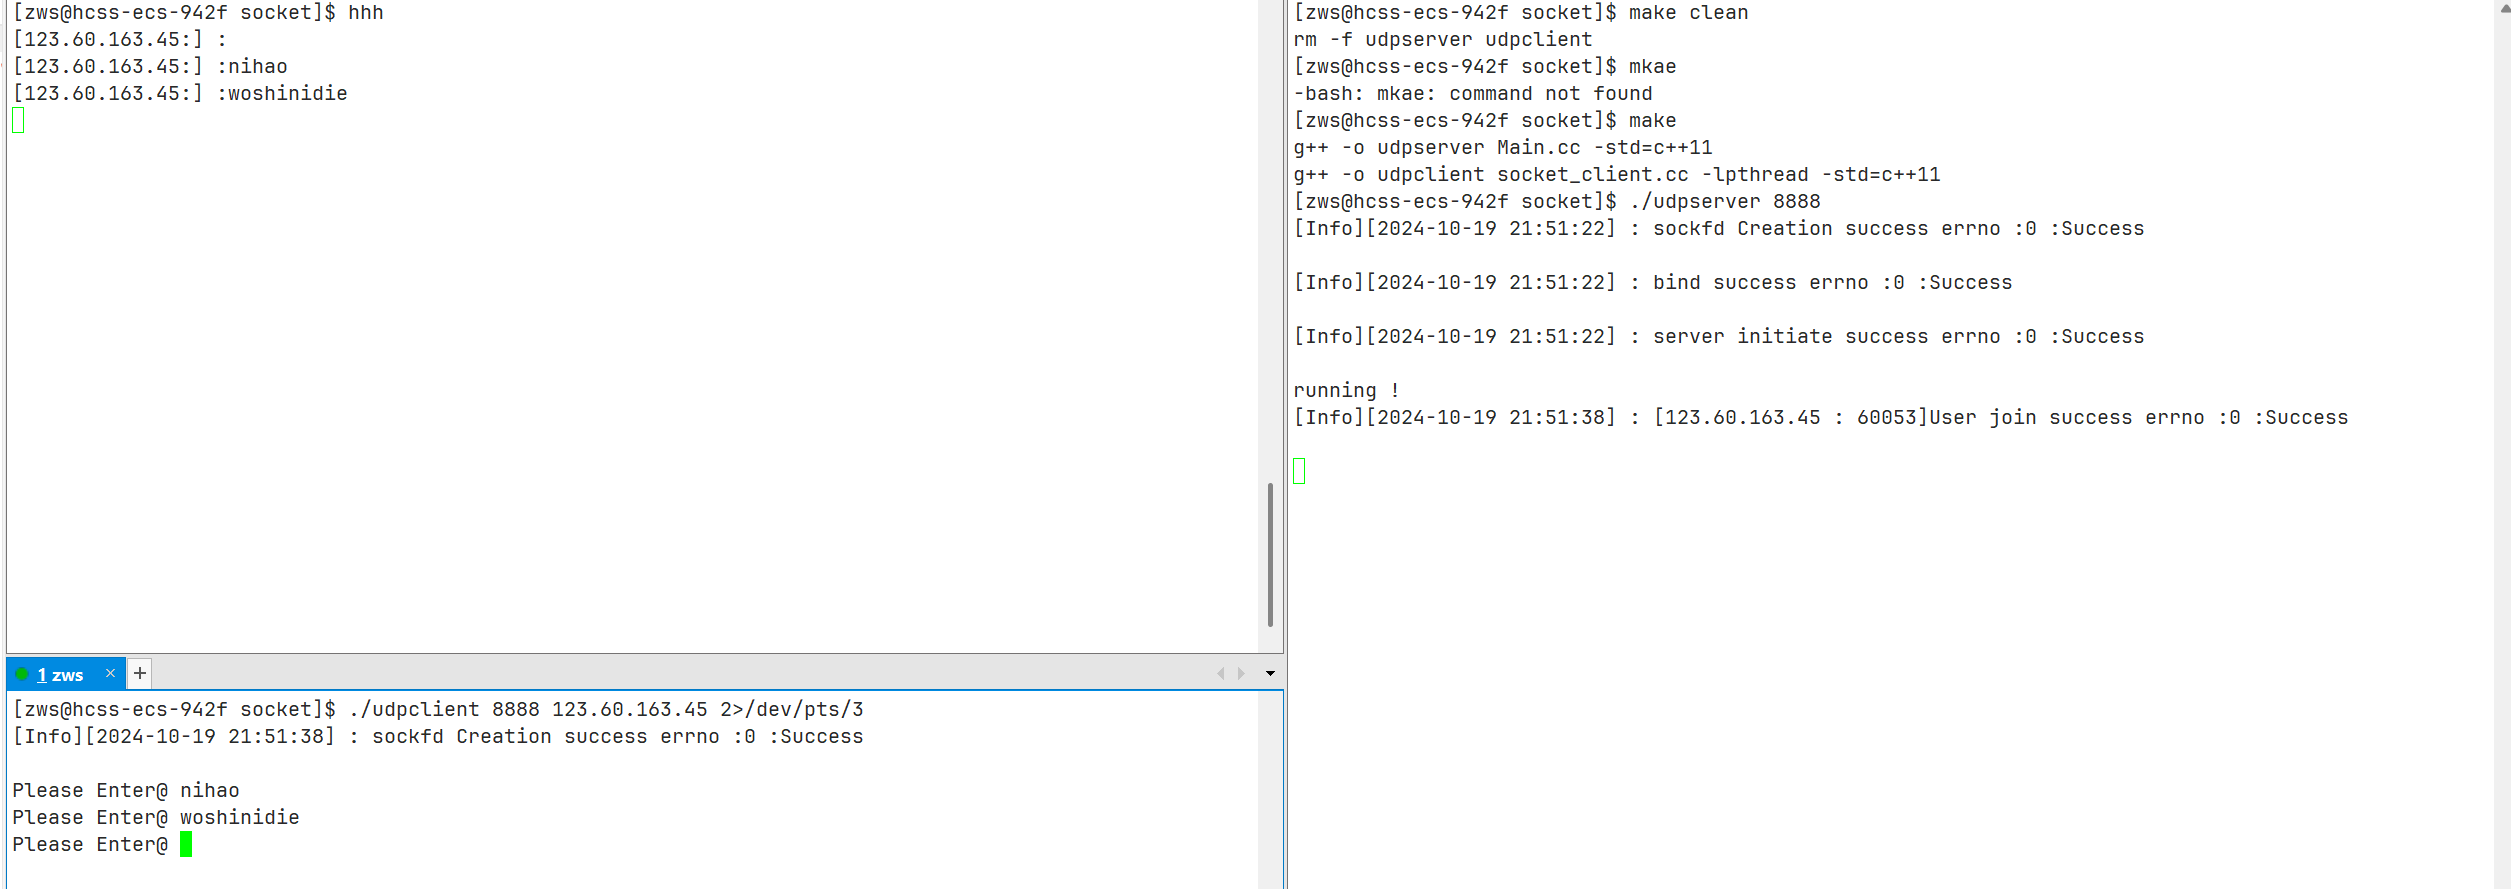 [zws@hcss-ecs-942f socket]$ hhh
[123.60.163.45:] :
[123.60.163.45:] :nihao
[123.60.163.45:] :woshinidie
1 zws × +
[zws@hcss-ecs-942f socket]$ ./udpclient 8888 123.60.163.45 2>/dev/pts/3
[Info][2024-10-19 21:51:38] : sockfd Creation success errno :0 :Success
Please Enter@ nihao
Please Enter@ woshinidie
Please Enter@
[zws@hcss-ecs-942f socket]$ make clean
rm -f udpserver udpclient
[zws@hcss-ecs-942f socket]$ mkae
-bash: mkae: command not found
[zws@hcss-ecs-942f socket]$ make
g++ -o udpserver Main.cc -std=c++11
g++ -o udpclient socket_client.cc -lpthread -std=c++11
[zws@hcss-ecs-942f socket]$ ./udpserver 8888
[Info][2024-10-19 21:51:22] : sockfd Creation success errno :0 :Success
[Info][2024-10-19 21:51:22] : bind success errno :0 :Success
[Info][2024-10-19 21:51:22] : server initiate success errno :0 :Success
running !
[Info][2024-10-19 21:51:38] : [123.60.163.45 : 60053]User join success errno :0 :Success